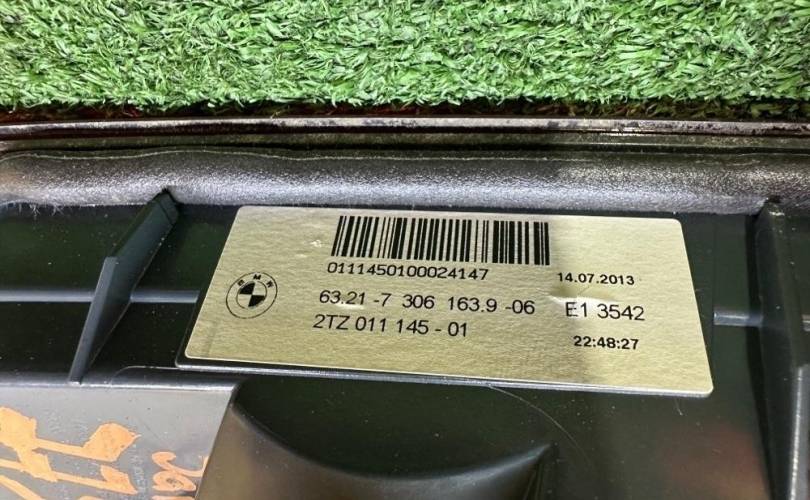 0111450100024147
14.07.2013
BMW
63.21 -7 306 163.9 -06 E1 3542
2TZ 011 145 - 01
22:48:27